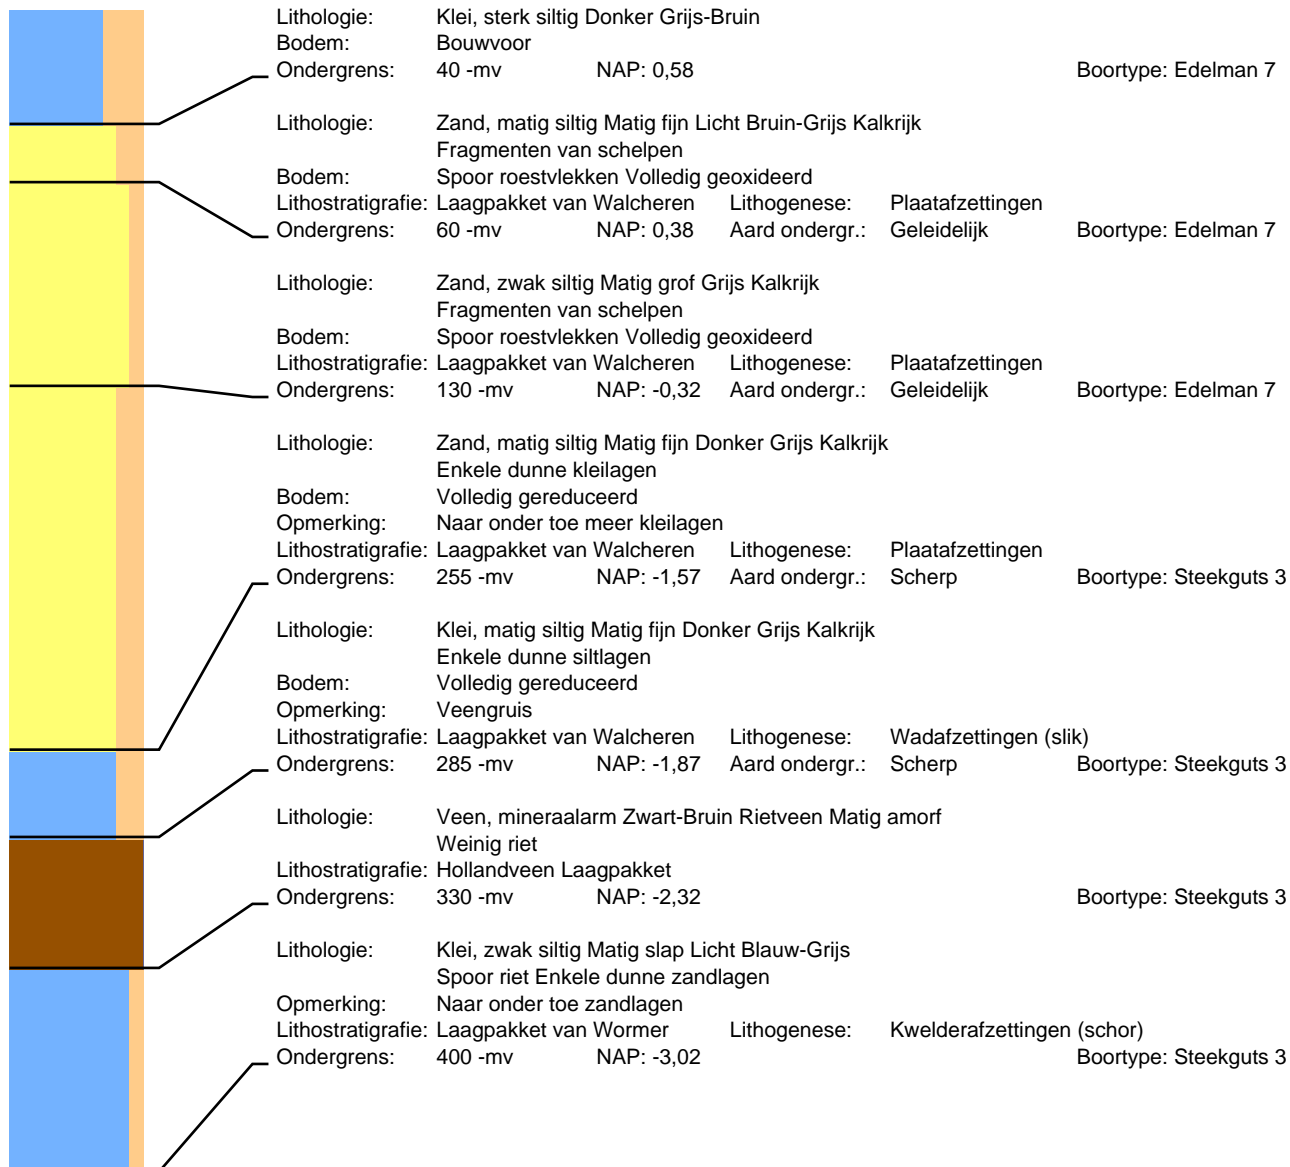 Lithologie: Klei, sterk siltig Donker Grijs-Bruin
Bodem: Bouwvoor
Ondergrens: 40 -mv NAP: 0,58 Boortype: Edelman 7
Lithologie: Zand, matig siltig Matig fijn Licht Bruin-Grijs Kalkrijk
Fragmenten van schelpen
Bodem: Spoor roestvlekken Volledig geoxideerd
Lithostratigrafie: Laagpakket van Walcheren Lithogenese: Plaatafzettingen
Ondergrens: 60 -mv NAP: 0,38 Aard ondergr.: Geleidelijk Boortype: Edelman 7
Lithologie: Zand, zwak siltig Matig grof Grijs Kalkrijk
Fragmenten van schelpen
Bodem: Spoor roestvlekken Volledig geoxideerd
Lithostratigrafie: Laagpakket van Walcheren Lithogenese: Plaatafzettingen
Ondergrens: 130 -mv NAP: -0,32 Aard ondergr.: Geleidelijk Boortype: Edelman 7
Lithologie: Zand, matig siltig Matig fijn Donker Grijs Kalkrijk
Enkele dunne kleilagen
Bodem: Volledig gereduceerd
Opmerking: Naar onder toe meer kleilagen
Lithostratigrafie: Laagpakket van Walcheren Lithogenese: Plaatafzettingen
Ondergrens: 255 -mv NAP: -1,57 Aard ondergr.: Scherp Boortype: Steekguts 3
Lithologie: Klei, matig siltig Matig fijn Donker Grijs Kalkrijk
Enkele dunne siltlagen
Bodem: Volledig gereduceerd
Opmerking: Veengruis
Lithostratigrafie: Laagpakket van Walcheren Lithogenese: Wadafzettingen (slik)
Ondergrens: 285 -mv NAP: -1,87 Aard ondergr.: Scherp Boortype: Steekguts 3
Lithologie: Veen, mineraalarm Zwart-Bruin Rietveen Matig amorf
Weinig riet
Lithostratigrafie: Hollandveen Laagpakket
Ondergrens: 330 -mv NAP: -2,32 Boortype: Steekguts 3
Lithologie: Klei, zwak siltig Matig slap Licht Blauw-Grijs
Spoor riet Enkele dunne zandlagen
Opmerking: Naar onder toe zandlagen
Lithostratigrafie: Laagpakket van Wormer Lithogenese: Kwelderafzettingen (schor)
Ondergrens: 400 -mv NAP: -3,02 Boortype: Steekguts 3